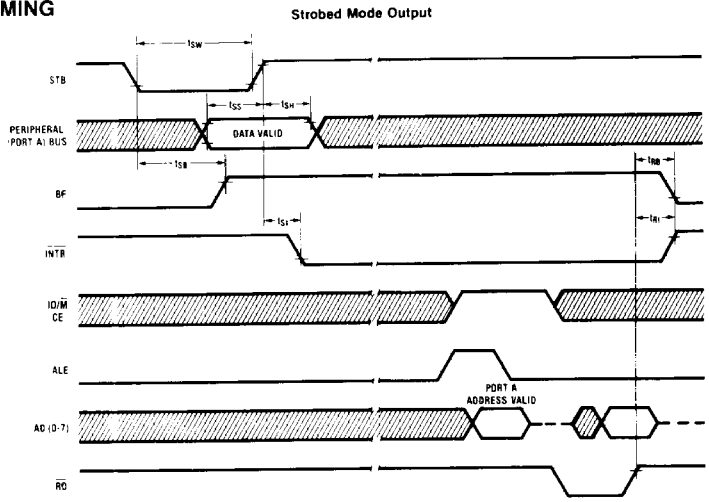 MING
Strobed Mode Output
tSW
STB
tSS
tSH
PERIPHERAL
(PORT A) BUS
DATA VALID
tSB
tRB
BF
tSI
tRI
INTR
IO/M
CE
ALE
PORT A
ADDRESS VALID
AD (0-7)
RD